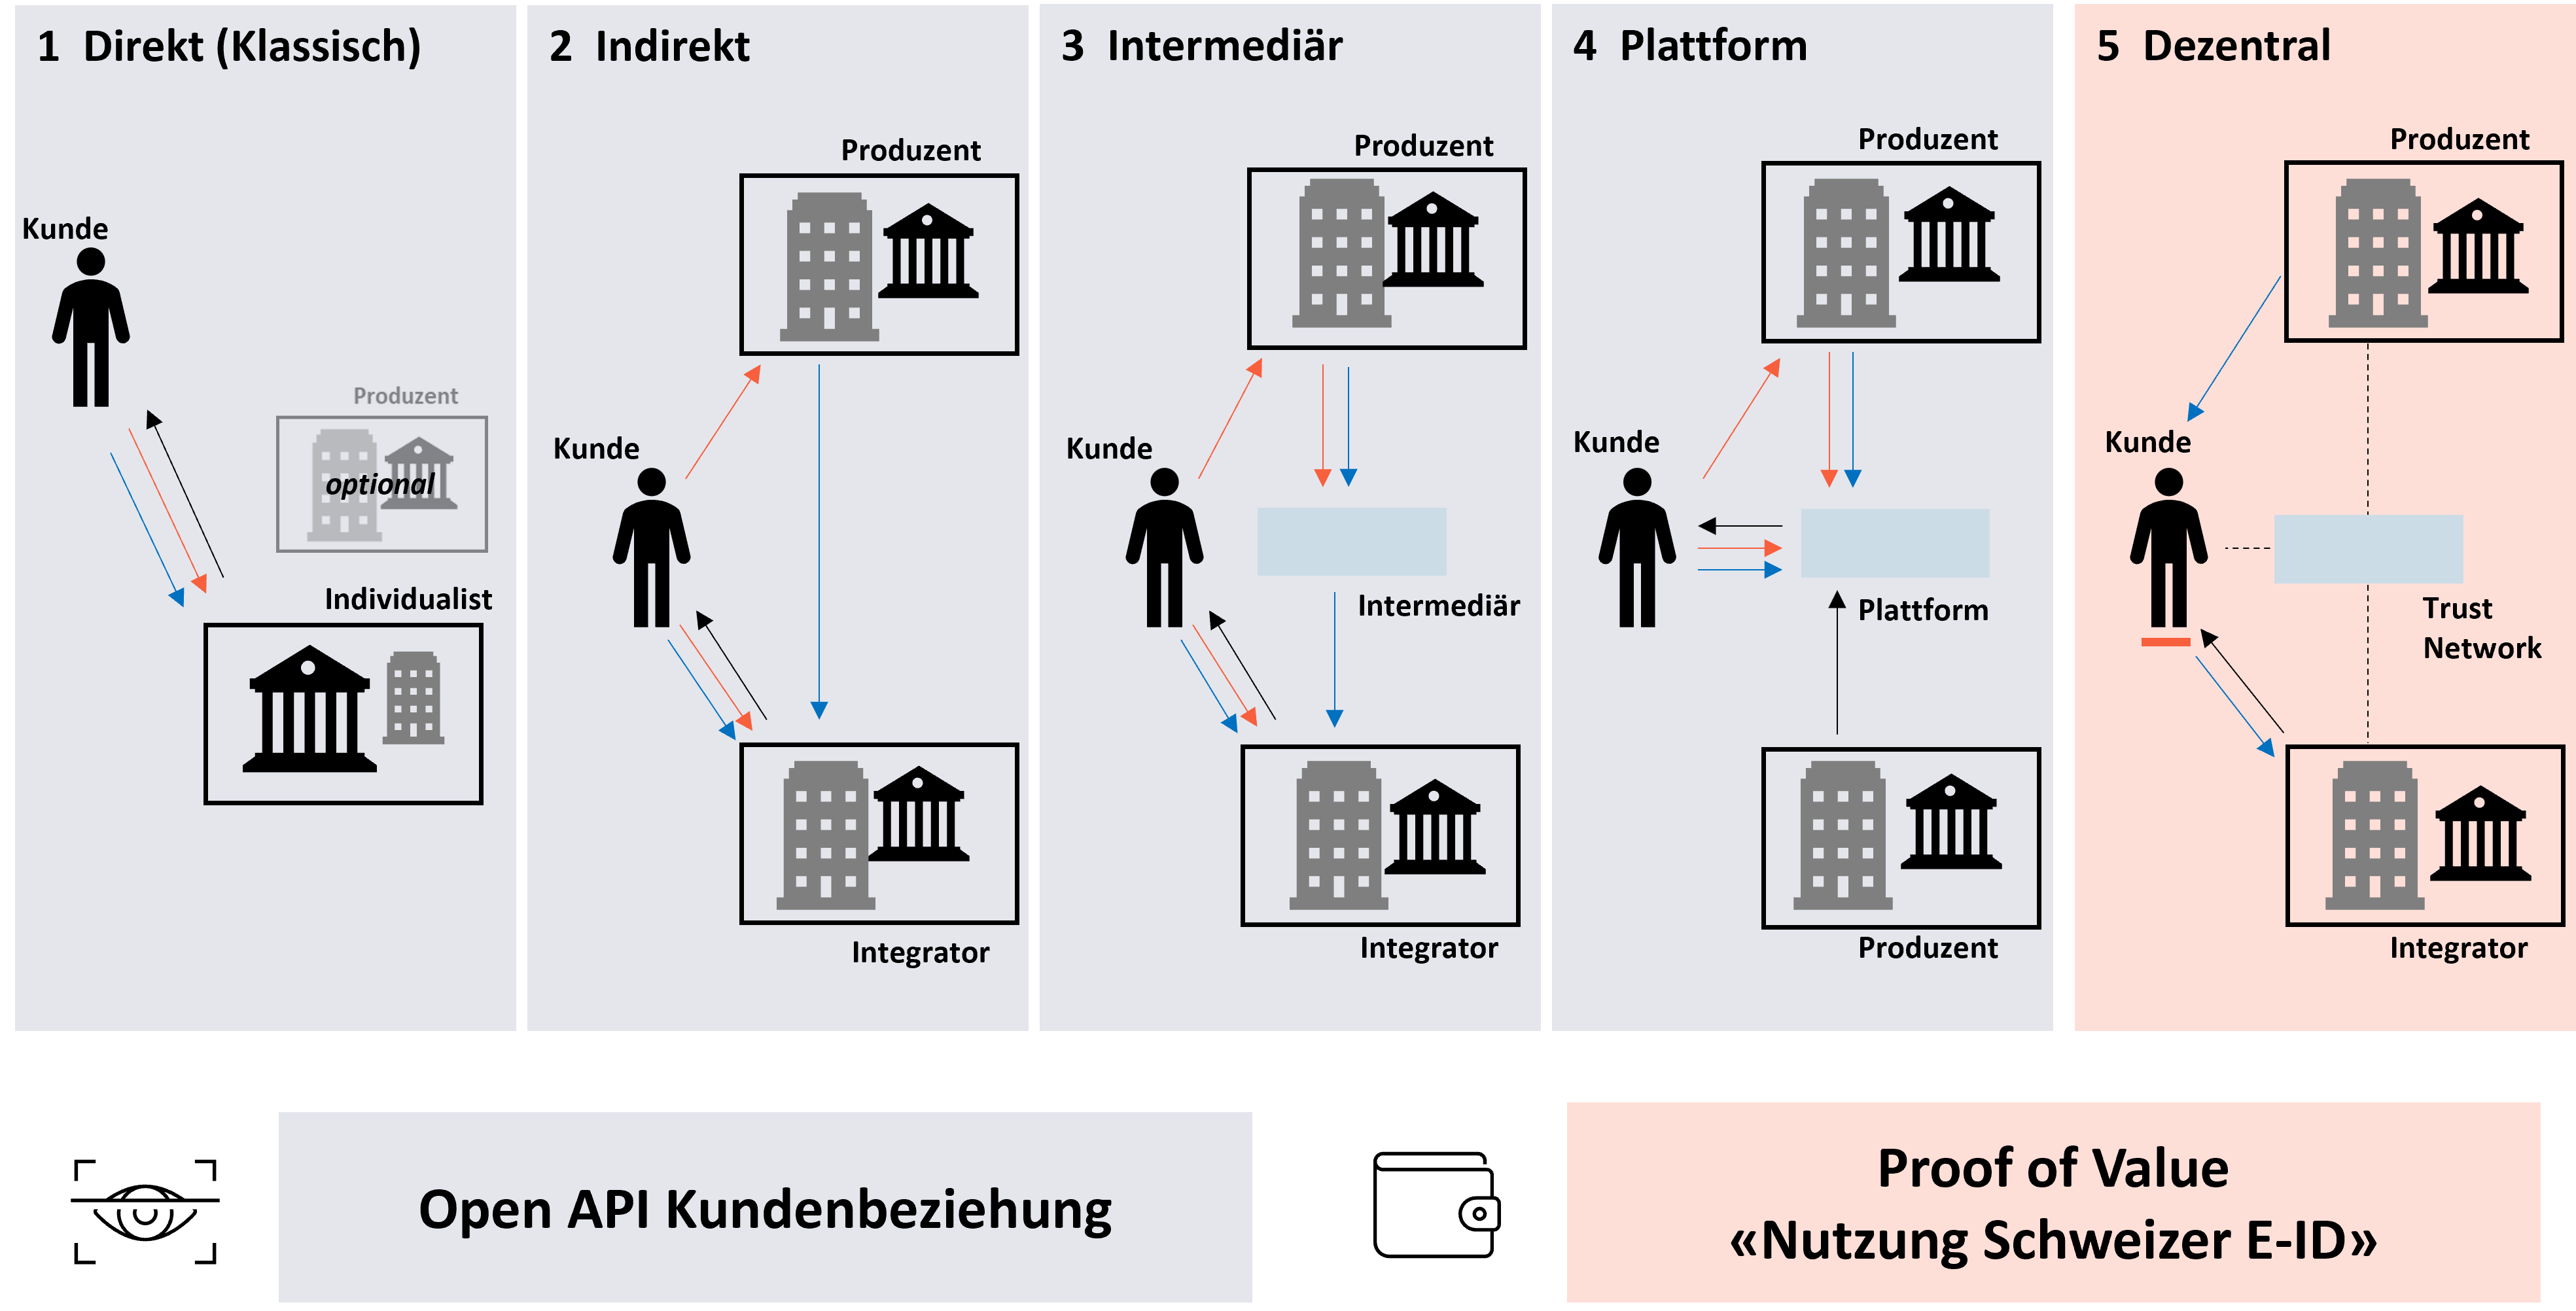 1 Direkt (Klassisch)
Kunde
Produzent
optional
Individualist
2 Indirekt
Produzent
Kunde
Integrator
3 Intermediär
Produzent
Kunde
Intermediär
Integrator
4 Plattform
Produzent
Kunde
Plattform
Produzent
5 Dezentral
Produzent
Kunde
Trust
Network
Integrator
Open API Kundenbeziehung
Proof of Value
«Nutzung Schweizer E-ID»